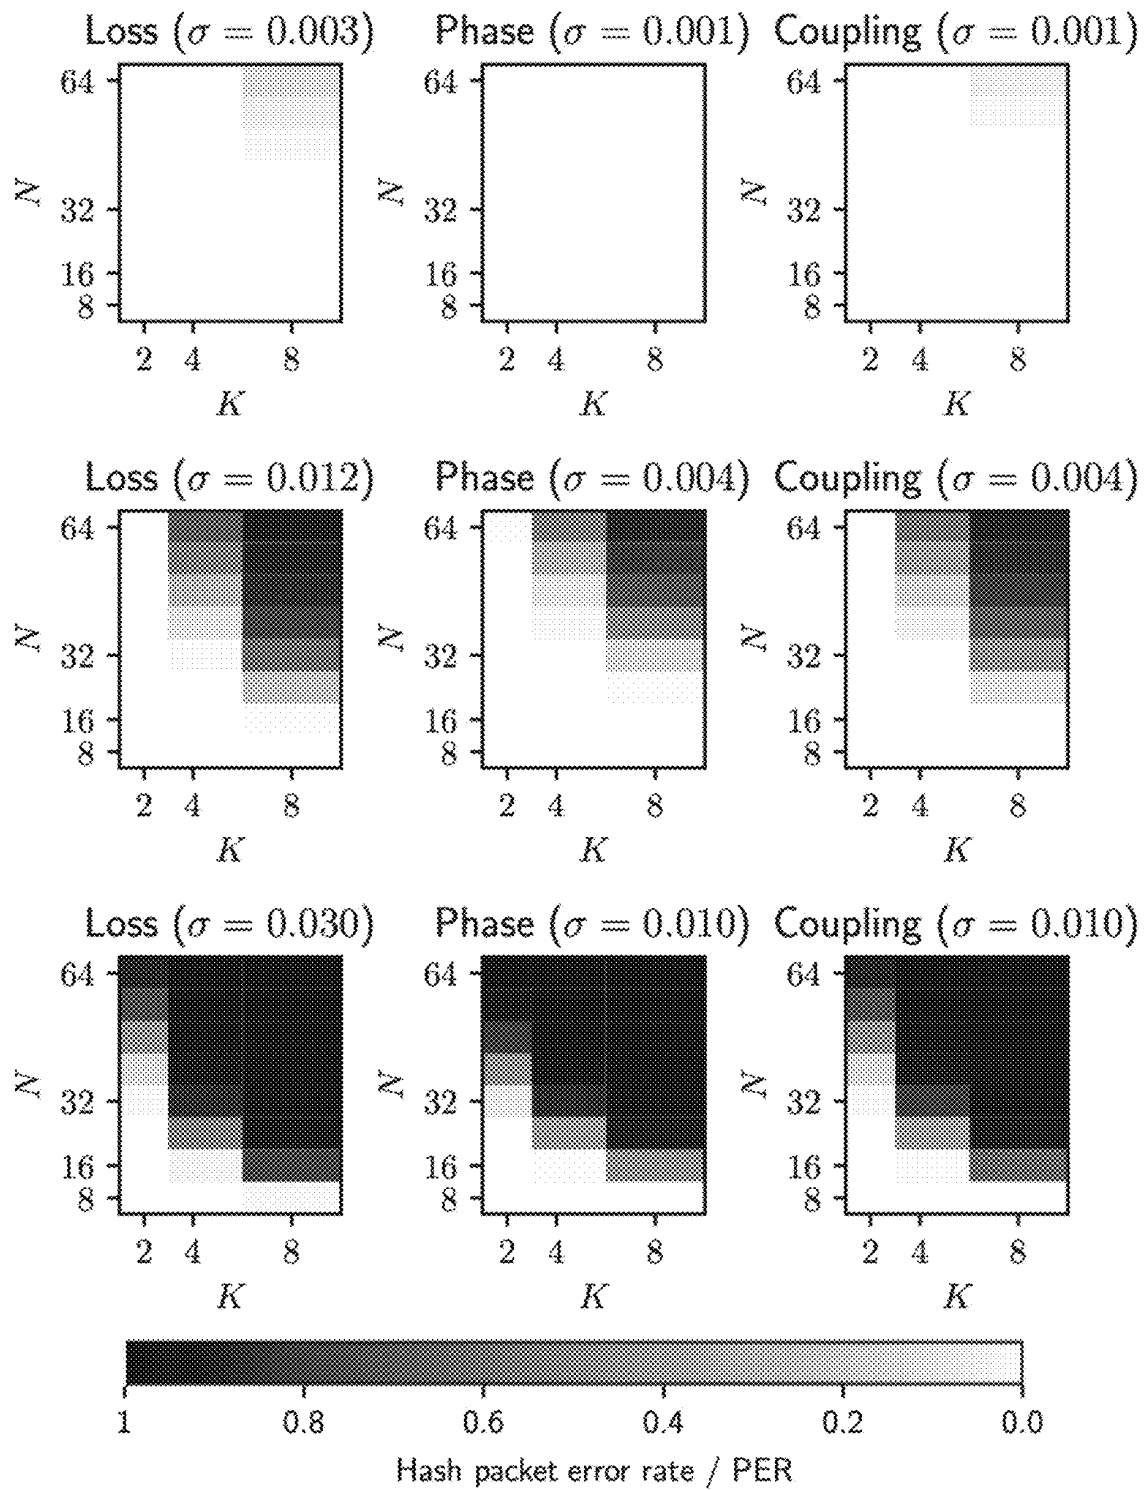 Loss (σ = 0.003) Phase (σ = 0.001) Coupling (σ = 0.001)
64 64 64
N N N
32 32 32
16 16 16
8 8 8
2 4 8 2 4 8 2 4 8
K K K
Loss (σ = 0.012) Phase (σ = 0.004) Coupling (σ = 0.004)
64 64 64
N N N
32 32 32
16 16 16
8 8 8
2 4 8 2 4 8 2 4 8
K K K
Loss (σ = 0.030) Phase (σ = 0.010) Coupling (σ = 0.010)
64 64 64
N N N
32 32 32
16 16 16
8 8 8
2 4 8 2 4 8 2 4 8
K K K
1 0.8 0.6 0.4 0.2 0.0
Hash packet error rate / PER